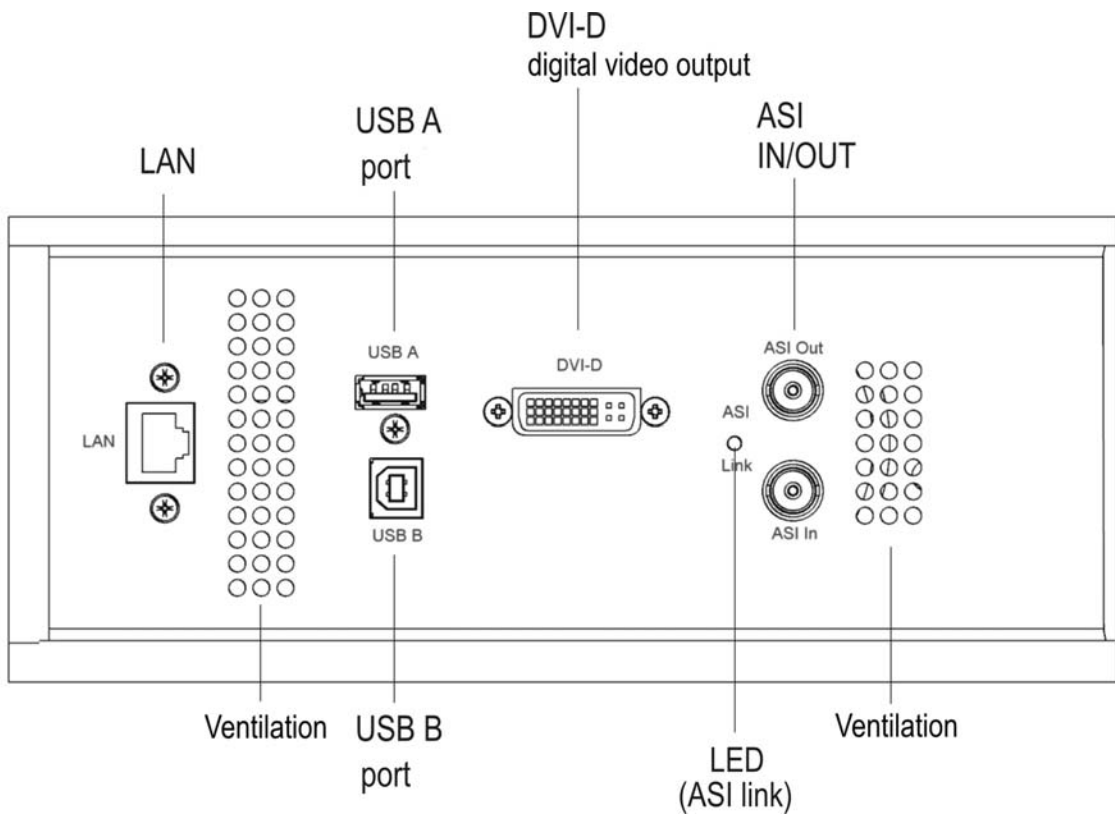 DVI-D
digital video output
USB A
port
ASI
IN/OUT
LAN
USB A
DVI-D
ASI Out
ASI
LAN
Link
USB B
ASI In
Ventilation
USB B
port
Ventilation
LED
(ASI link)